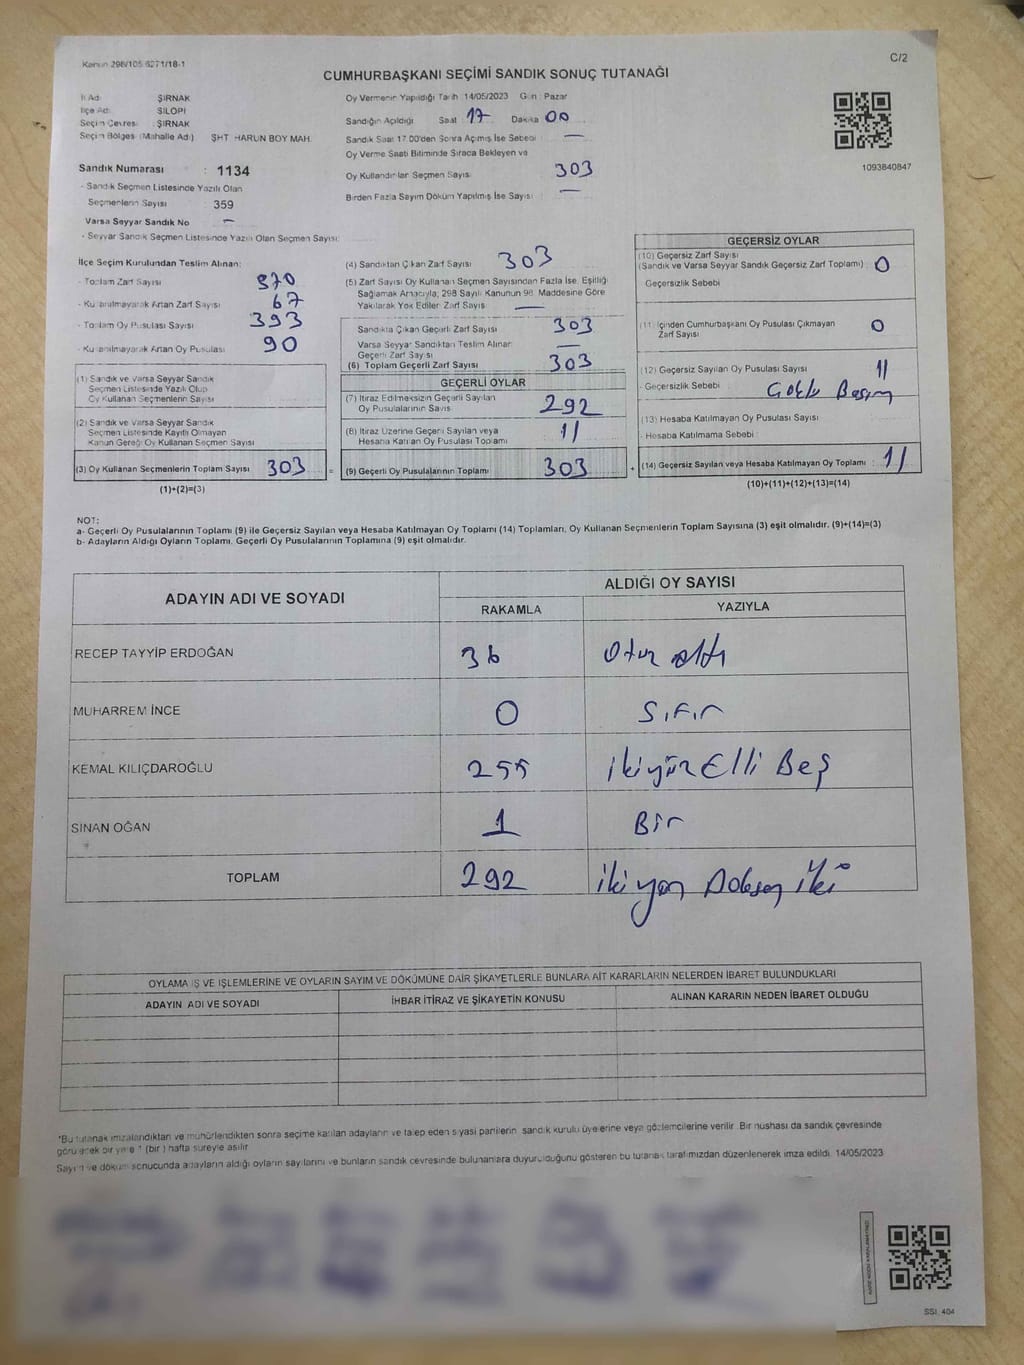 Kanun 298/105 6271/18-1
C/2
CUMHURBAŞKANI SEÇİMİ SANDIK SONUÇ TUTANAĞI
İl Adı : ŞIRNAK
İlçe Adı : SİLOPİ
Seçim Çevresi : ŞIRNAK
Seçim Bölgesi (Mahalle Adı) : ŞHT. HARUN BOY MAH.
Sandık Numarası : 1134
- Sandık Seçmen Listesinde Yazılı Olan
Seçmenlerin Sayısı : 359
Varsa Seyyar Sandık No : –
- Seyyar Sandık Seçmen Listesinde Yazılı Olan Seçmen Sayısı:
Oy Vermenin Yapıldığı Tarih : 14/05/2023 Gün : Pazar
Sandığın Açıldığı Saat : 17 Dakika : 00
Sandık Saat 17.00'den Sonra Açılmış İse Sebebi : —
Oy Verme Saati Bitiminde Sırada Bekleyen ve
Oy Kullandırılan Seçmen Sayısı : 303
Birden Fazla Sayım Döküm Yapılmış İse Sayısı : —
1093840847
İlçe Seçim Kurulundan Teslim Alınan:
- Toplam Zarf Sayısı : 370
- Kullanılmayarak Artan Zarf Sayısı : 67
- Toplam Oy Pusulası Sayısı : 393
- Kullanılmayarak Artan Oy Pusulası : 90
(1) Sandık ve Varsa Seyyar Sandık
Seçmen Listesinde Yazılı Olup
Oy Kullanan Seçmenlerin Sayısı
(2) Sandık ve Varsa Seyyar Sandık
Seçmen Listesinde Kayıtlı Olmayan
Kanun Gereği Oy Kullanan Seçmen Sayısı
(3) Oy Kullanan Seçmenlerin Toplam Sayısı 303
(1)+(2)=(3)
(4) Sandıktan Çıkan Zarf Sayısı : 303
(5) Zarf Sayısı Oy Kullanan Seçmen Sayısından Fazla İse, Eşitliği
Sağlamak Amacıyla, 298 Sayılı Kanunun 98. Maddesine Göre
Yakılarak Yok Edilen Zarf Sayısı : —
Sandıkta Çıkan Geçerli Zarf Sayısı : 303
Varsa Seyyar Sandıktan Teslim Alınan
Geçerli Zarf Sayısı : —
(6) Toplam Geçerli Zarf Sayısı : 303
GEÇERLİ OYLAR
(7) İtiraz Edilmeksizin Geçerli Sayılan
Oy Pusulalarının Sayısı : 292
(8) İtiraz Üzerine Geçerli Sayılan veya
Hesaba Katılan Oy Pusulası Toplamı : 11
(9) Geçerli Oy Pusulalarının Toplamı : 303
GEÇERSİZ OYLAR
(10) Geçersiz Zarf Sayısı
(Sandık ve Varsa Seyyar Sandık Geçersiz Zarf Toplamı) : 0
Geçersizlik Sebebi :
(11) İçinden Cumhurbaşkanı Oy Pusulası Çıkmayan
Zarf Sayısı : 0
(12) Geçersiz Sayılan Oy Pusulası Sayısı : 11
- Geçersizlik Sebebi :
(13) Hesaba Katılmayan Oy Pusulası Sayısı :
- Hesaba Katılmama Sebebi :
(14) Geçersiz Sayılan veya Hesaba Katılmayan Oy Toplamı : 11
(10)+(11)+(12)+(13)=(14)
NOT:
a- Geçerli Oy Pusulalarının Toplamı (9) ile Geçersiz Sayılan veya Hesaba Katılmayan Oy Toplamı (14) Toplamları, Oy Kullanan Seçmenlerin Toplam Sayısına (3) eşit olmalıdır. (9)+(14)=(3)
b- Adayların Aldığı Oyların Toplamı, Geçerli Oy Pusulalarının Toplamına (9) eşit olmalıdır.
ADAYIN ADI VE SOYADI
ALDIĞI OY SAYISI
RAKAMLA YAZIYLA
RECEP TAYYİP ERDOĞAN 36 otuz altı
MUHARREM İNCE 0 sıfır
KEMAL KILIÇDAROĞLU 255 ikiyüz Elli Beş
SİNAN OĞAN 1 Bir
TOPLAM 292 ikiyüz Doksan iki
OYLAMA İŞ VE İŞLEMLERİNE VE OYLARIN SAYIM VE DÖKÜMÜNE DAİR ŞİKAYETLERLE BUNLARA AİT KARARLARIN NELERDEN İBARET BULUNDUKLARI
ADAYIN ADI VE SOYADI İHBAR İTİRAZ VE ŞİKAYETİN KONUSU ALINAN KARARIN NEDEN İBARET OLDUĞU
"Bu tutanak imzalandıktan ve mühürlendikten sonra seçime katılan adayların ve talep eden siyasi partilerin, sandık kurulu üyelerine veya gözlemcilerine verilir. Bir nüshası da sandık çevresinde
görülecek bir yere 1 (bir) hafta süreyle asılır.
Sayım ve döküm sonucunda adayların aldığı oyların sayılarını ve bunların sandık çevresinde bulunanlara duyurulduğunu gösteren bu tutanak tarafımızdan düzenlenerek imza edildi. 14/05/2023
SSI: 404